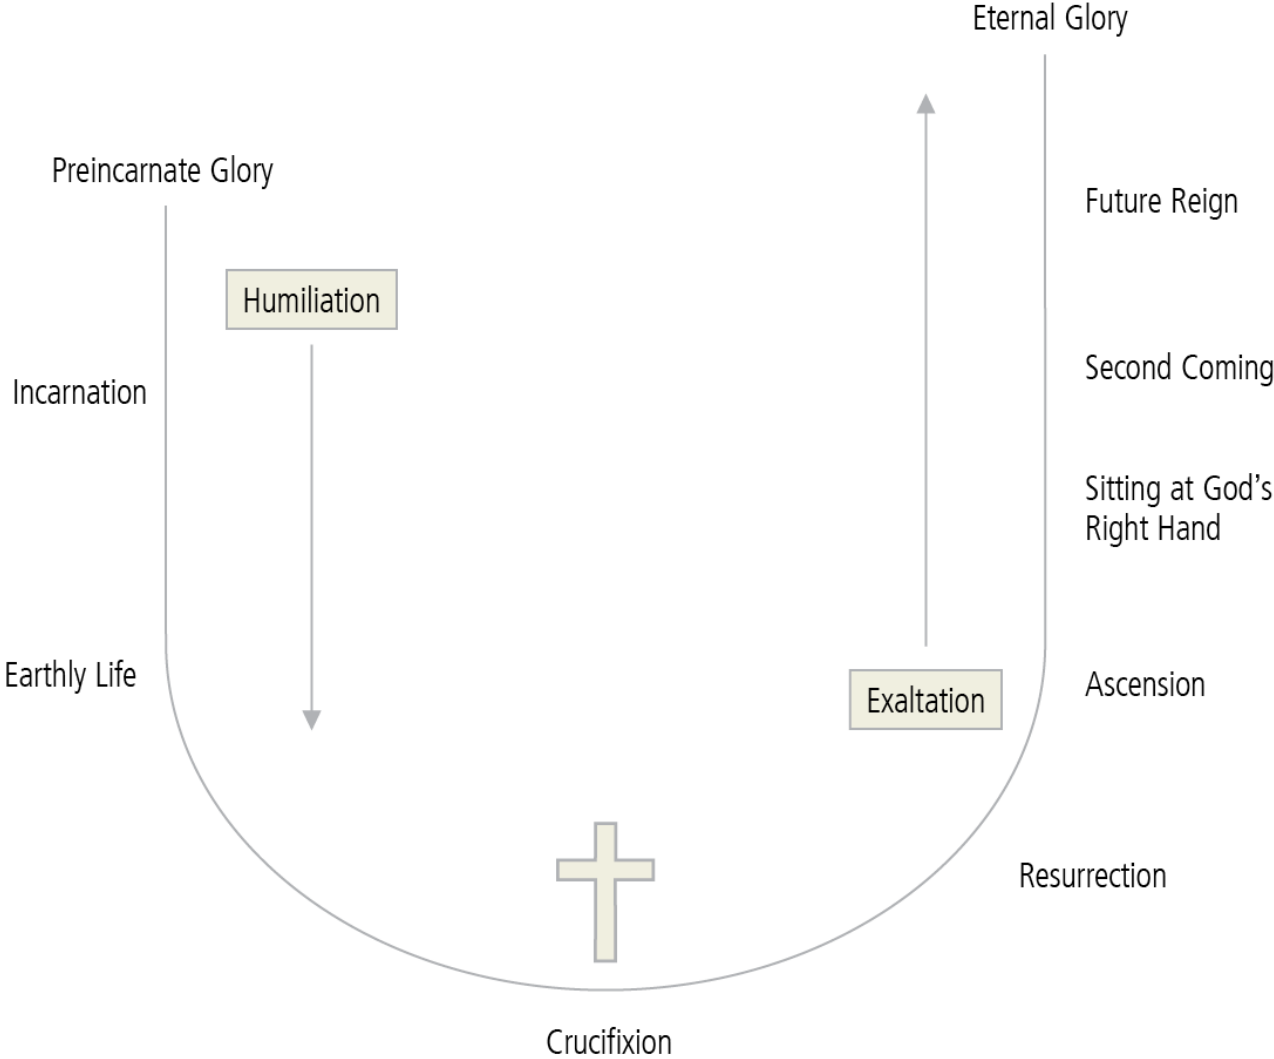 Eternal Glory
Preincarnate Glory
Future Reign
Humiliation
Second Coming
Incarnation
Sitting at God’s
Right Hand
Earthly Life
Ascension
Exaltation
Resurrection
Crucifixion